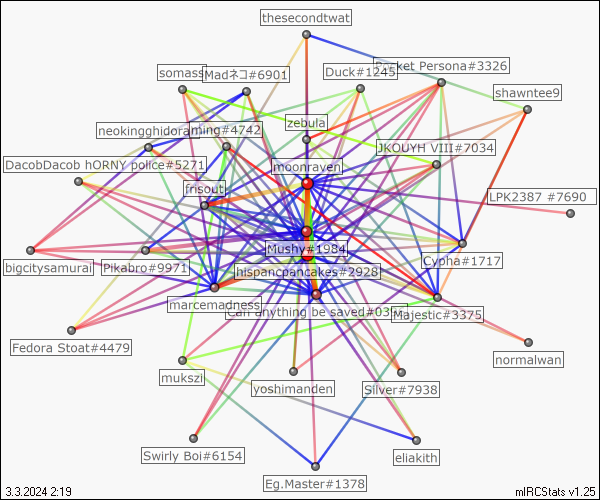 thesecondtwat
somass
Madネコ#6901
Duck#1245
Pocket Persona#3326
shawntee9
neokingghidora
ming#4742
zebula
JKOUYH VIII#7034
DacobDacob hORNY police#5271
moonraven
frisout
LPK2387 #7690
Mushy#1984
bigcitysamurai
Pikabro#9971
hispancpancakes#2928
Cypha#1717
marcemadness
Can anything be saved#03
Majestic#3375
Fedora Stoat#4479
normalwan
mukszi
yoshimanden
Silver#7938
Swirly Boi#6154
eliakith
Eg.Master#1378
3.3.2024 2:19
mIRCStats v1.25